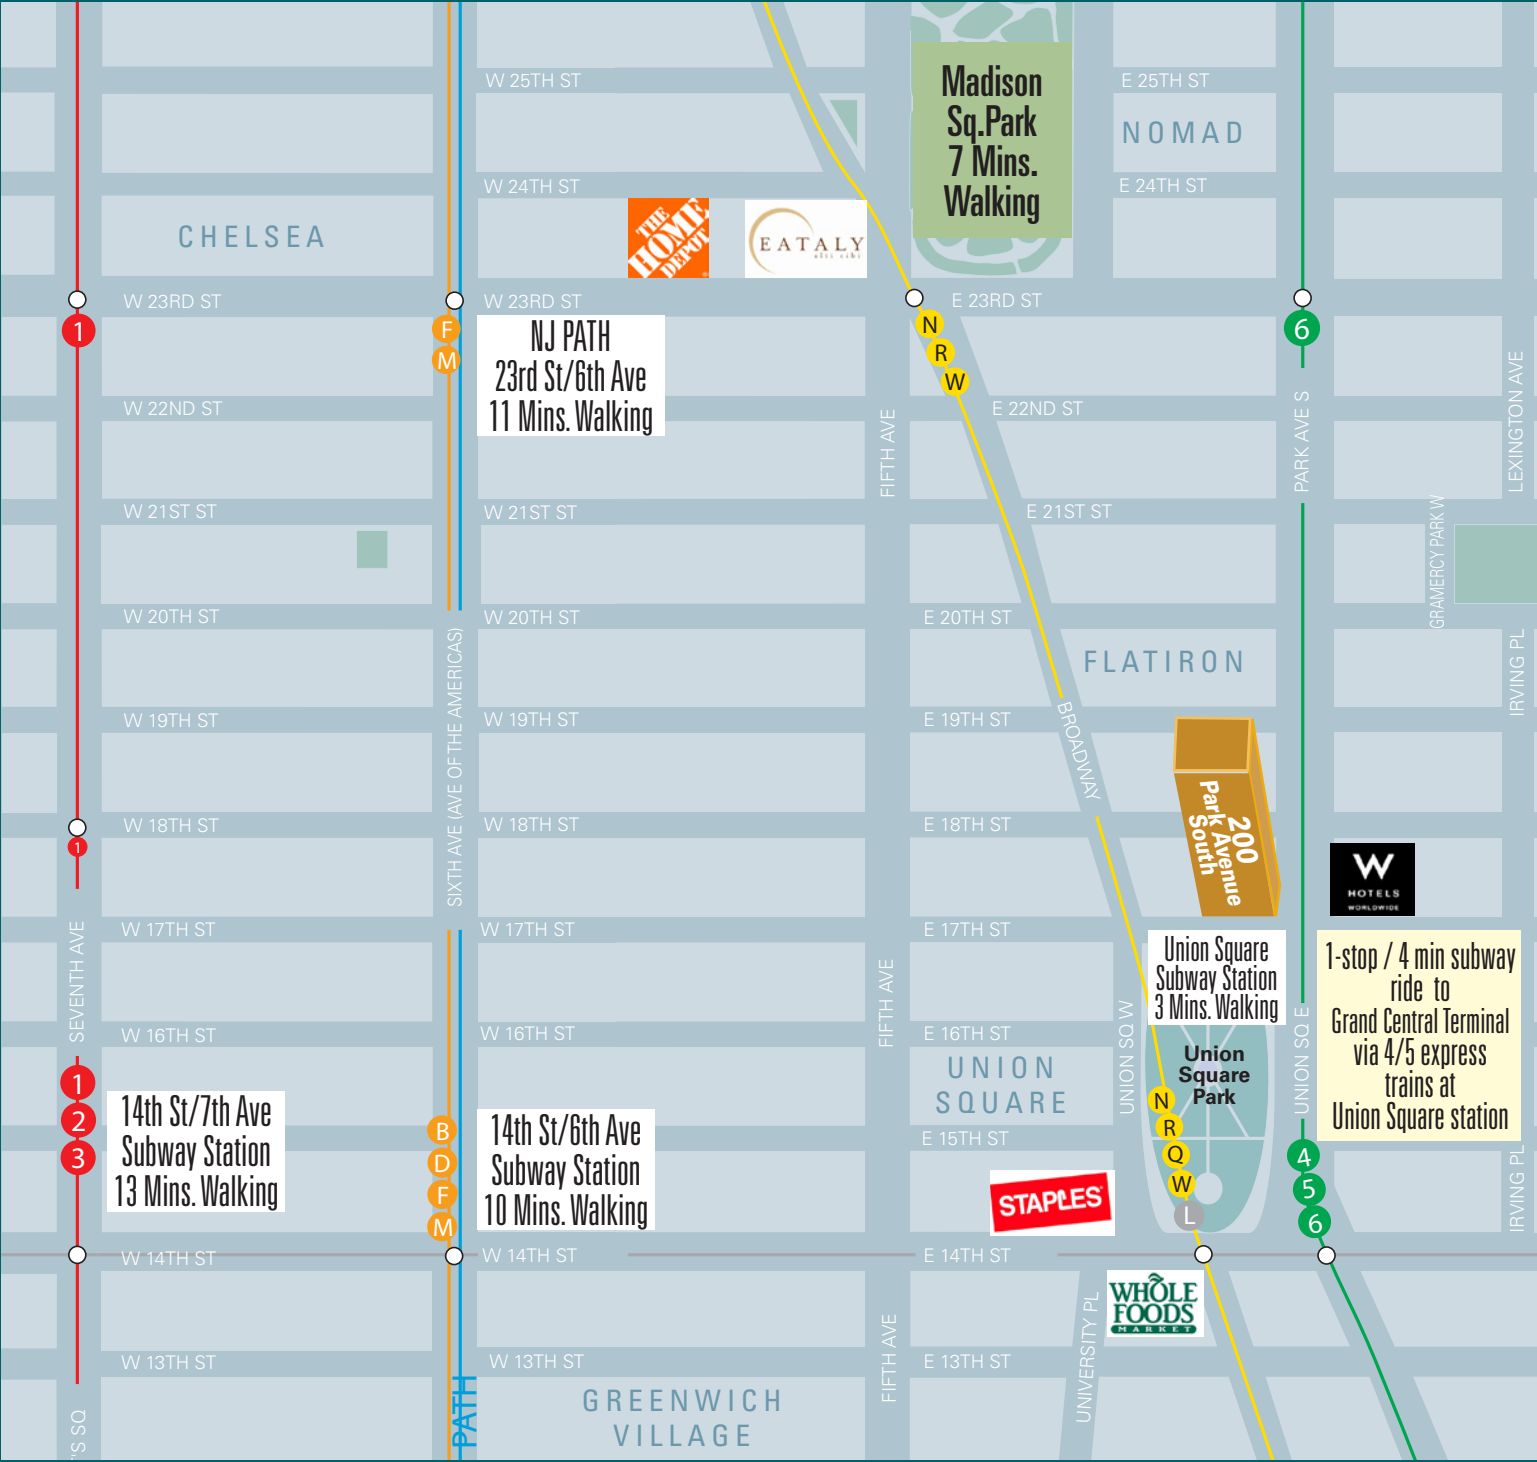 W 25TH ST
E 25TH ST
Madison
Sq.Park
7 Mins.
Walking
NOMAD
W 24TH ST
E 24TH ST
CHELSEA
THE
HOME
DEPOT
EATALY
alti cibi
W 23RD ST
W 23RD ST
E 23RD ST
1
F
M
N
R
W
6
NJ PATH
23rd St/6th Ave
11 Mins. Walking
W 22ND ST
E 22ND ST
FIFTH AVE
PARK AVE S
LEXINGTON AVE
W 21ST ST
W 21ST ST
E 21ST ST
GRAMERCY PARK W
W 20TH ST
W 20TH ST
E 20TH ST
FLATIRON
SIXTH AVE (AVE OF THE AMERICAS)
IRVING PL
W 19TH ST
W 19TH ST
E 19TH ST
BROADWAY
200
Park Avenue
South
W 18TH ST
W 18TH ST
E 18TH ST
1
W
HOTELS
WORLDWIDE
W 17TH ST
W 17TH ST
E 17TH ST
SEVENTH AVE
FIFTH AVE
Union Square
Subway Station
3 Mins. Walking
1-stop / 4 min subway
ride to
Grand Central Terminal
via 4/5 express
trains at
Union Square station
W 16TH ST
W 16TH ST
E 16TH ST
UNION SQ W
UNION SQ E
UNION
SQUARE
Union
Square
Park
1
2
3
14th St/7th Ave
Subway Station
13 Mins. Walking
B
D
F
M
14th St/6th Ave
Subway Station
10 Mins. Walking
E 15TH ST
N
R
Q
W
L
4
5
6
IRVING PL
STAPLES
W 14TH ST
W 14TH ST
E 14TH ST
WHOLE
FOODS
MARKET
UNIVERSITY PL
FIFTH AVE
W 13TH ST
W 13TH ST
E 13TH ST
PATH
GREENWICH
VILLAGE
'S SQ